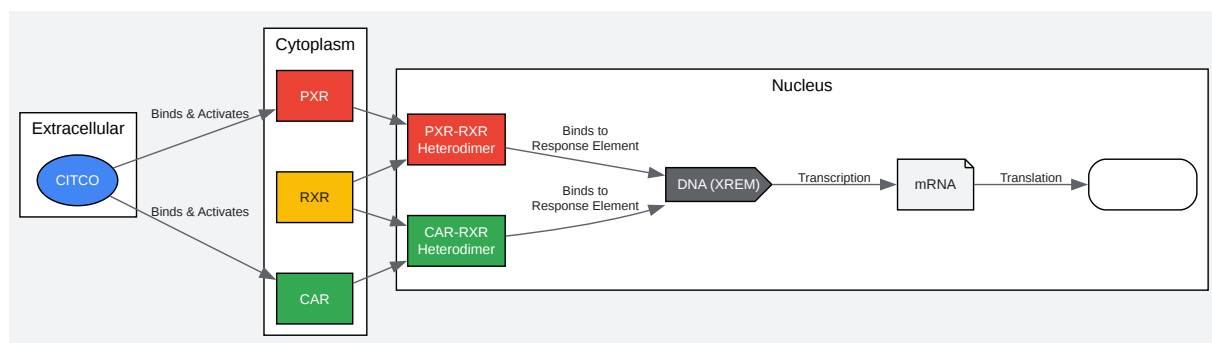 Extracellular
CITCO
Binds & Activates
Binds & Activates
Cytoplasm
PXR
RXR
CAR
Nucleus
PXR-RXR
Heterodimer
CAR-RXR
Heterodimer
Binds to
Response Element
Binds to
Response Element
DNA (XREM)
Transcription
mRNA
Translation